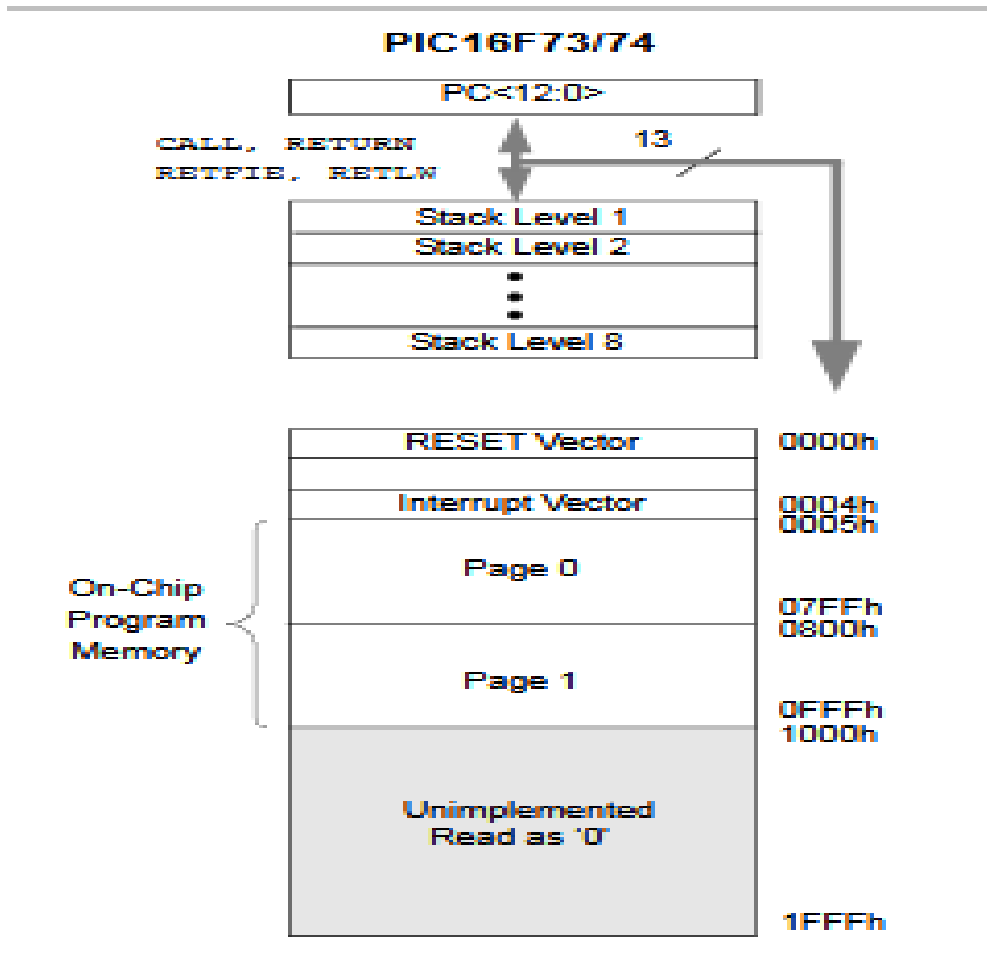 PIC16F73/74
PC<12:0>
CALL, RETURN
RETFIE, RETLW
13
Stack Level 1
Stack Level 2
Stack Level 8
RESET Vector
0000h
Interrupt Vector
0004h
0005h
On-Chip
Program
Memory
Page 0
07FFh
0800h
Page 1
0FFFh
1000h
Unimplemented
Read as '0'
1FFFh